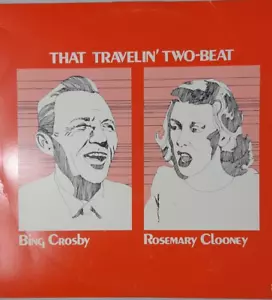 THAT TRAVELIN' TWO-BEAT
Bing Crosby
Rosemary Clooney